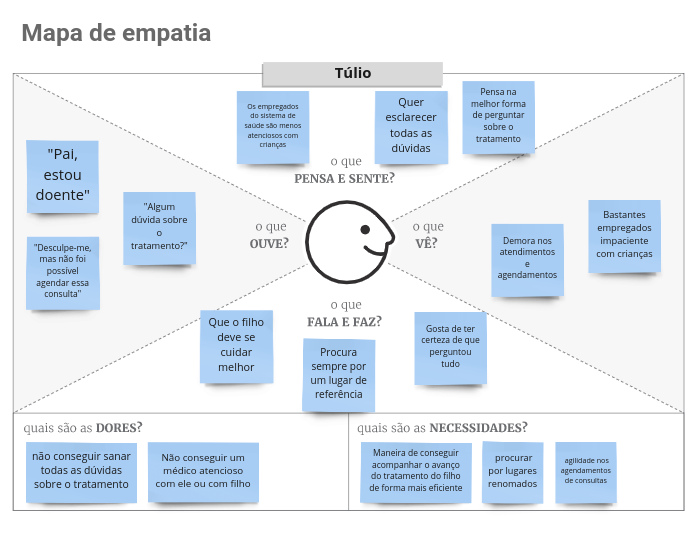 Mapa de empatia
Túlio
Os empregados
do sistema de
saúde são menos
atenciosos com
crianças
Quer
esclarecer
todas as
dúvidas
Pensa na
melhor forma
de perguntar
sobre o
tratamento
o que
PENSA E SENTE?
"Pai,
estou
doente"
"Algum
dúvida sobre
o
tratamento?"
"Desculpe-me,
mas não foi
possível
agendar essa
consulta"
o que
OUVE?
o que
VÊ?
Demora nos
atendimentos
e
agendamentos
Bastantes
empregados
impaciente
com crianças
o que
FALA E FAZ?
Que o filho
deve se
cuidar
melhor
Procura
sempre por
um lugar de
referência
Gosta de ter
certeza de que
perguntou
tudo
quais são as DORES?
não conseguir sanar
todas as dúvidas
sobre o tratamento
Não conseguir um
médico atencioso
com ele ou com filho
quais são as NECESSIDADES?
Maneira de conseguir
acompanhar o avanço
do tratamento do filho
de forma mais eficiente
procurar
por lugares
renomados
agilidade nos
agendamentos
de consultas